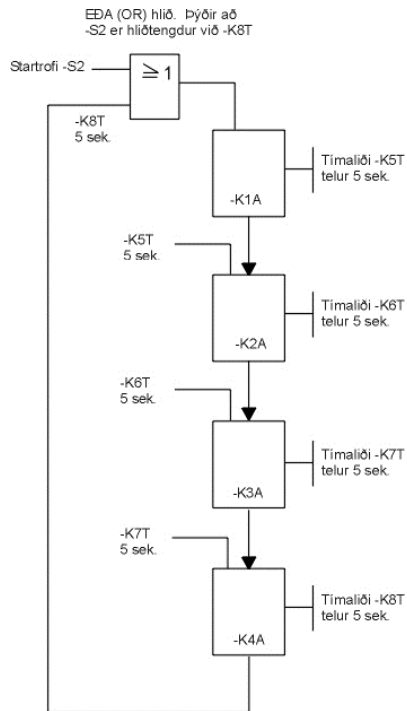 EÐA (OR) hlið. Þýðir að
-S2 er hliðtengdur við -K8T
Startrofi -S2
≥ 1
-K8T
5 sek.
Tímaliði -K5T
telur 5 sek.
-K1A
-K5T
5 sek.
Tímaliði -K6T
telur 5 sek.
-K2A
-K6T
5 sek.
Tímaliði -K7T
telur 5 sek.
-K3A
-K7T
5 sek.
Tímaliði -K8T
telur 5 sek.
-K4A